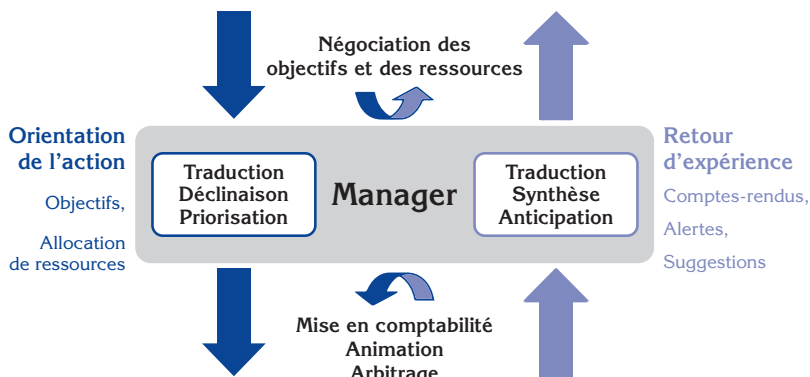 Négociation des
objectifs et des ressources
Orientation
de l'action
Objectifs,
Allocation
de ressources
Traduction
Déclinaison
Priorisation
Manager
Traduction
Synthèse
Anticipation
Retour
d'expérience
Comptes-rendus,
Alertes,
Suggestions
Mise en comptabilité
Animation
Arbitrage